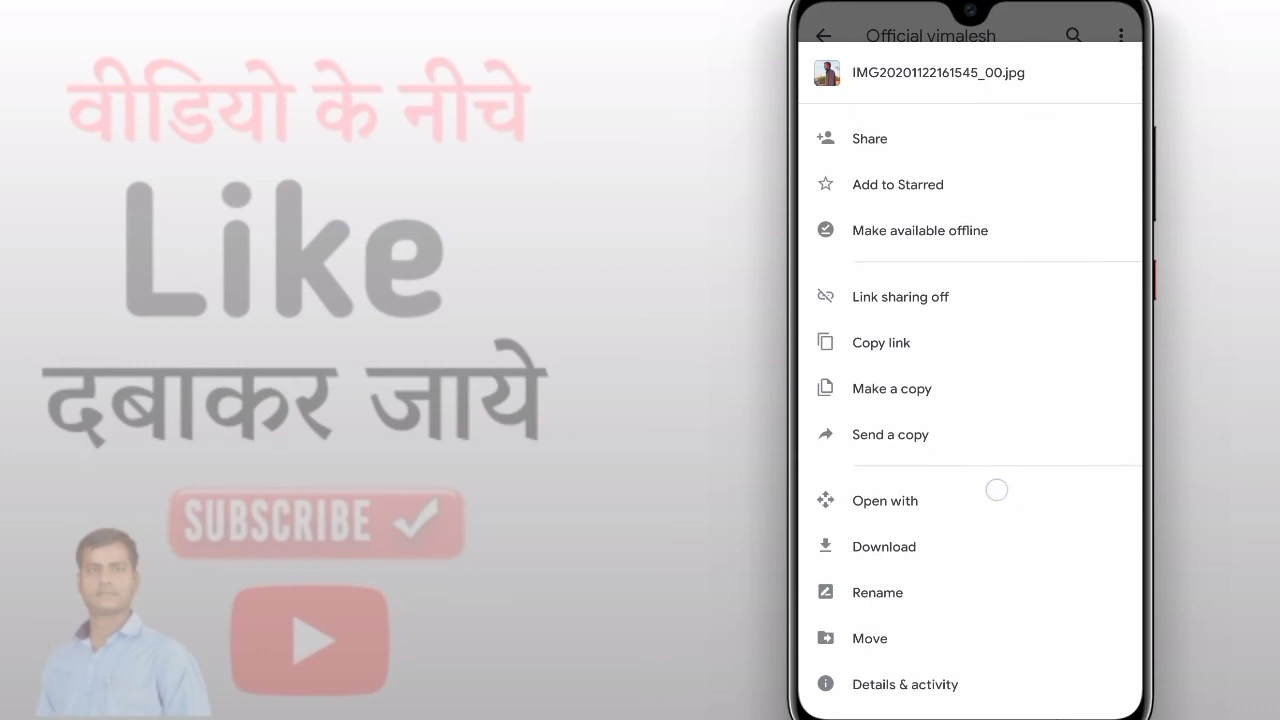 वीडियो के नीचे
Like
दबाकर जाये
SUBSCRIBE
Official vimalesh
IMG20201122161545_00.jpg
Share
Add to Starred
Make available offline
Link sharing off
Copy link
Make a copy
Send a copy
Open with
Download
Rename
Move
Details & activity